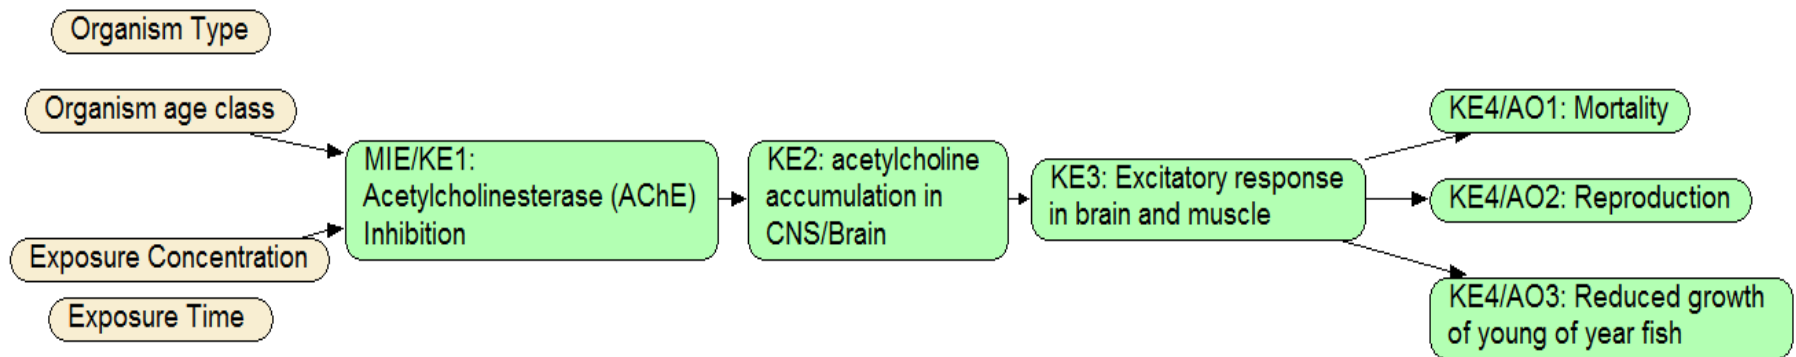 Organism Type
Organism age class
Exposure Concentration
Exposure Time
MIE/KE1:
Acetylcholinesterase (AChE)
Inhibition
KE2: acetylcholine
accumulation in
CNS/Brain
KE3: Excitatory response
in brain and muscle
KE4/AO1: Mortality
KE4/AO2: Reproduction
KE4/AO3: Reduced growth
of young of year fish